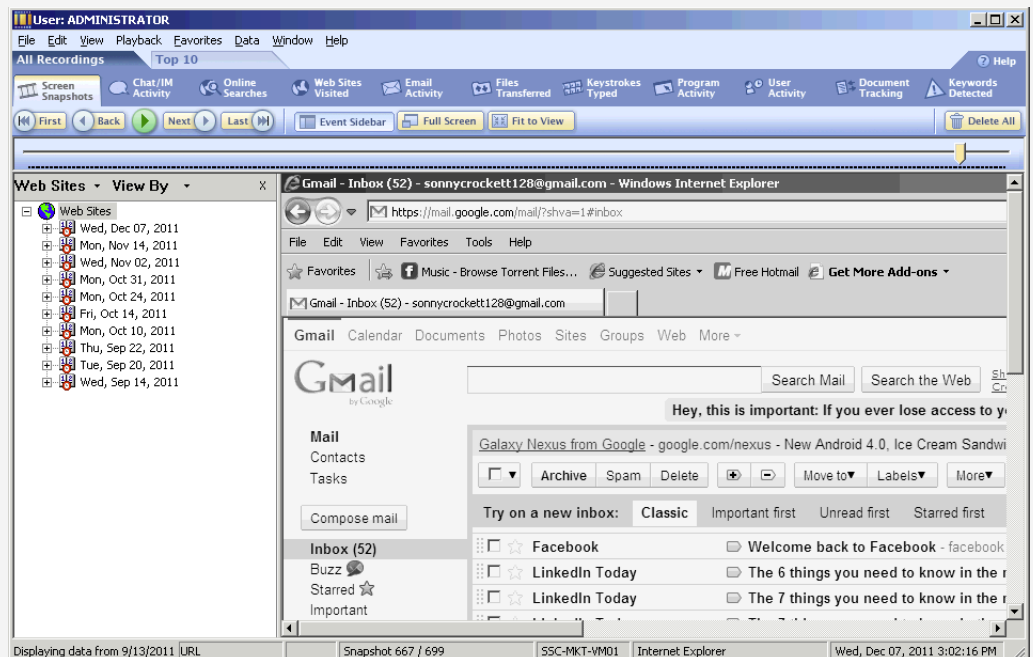 User: ADMINISTRATOR
File Edit View Playback Favorites Data Window Help
All Recordings Top 10 Help
Screen Snapshots Chat/IM Activity Online Searches Web Sites Visited Email Activity Files Transferred Keystrokes Typed Program Activity User Activity Document Tracking Keywords Detected
First Back Next Last Event Sidebar Full Screen Fit to View Delete All
Web Sites View By X
Web Sites
Wed, Dec 07, 2011
Mon, Nov 14, 2011
Wed, Nov 02, 2011
Mon, Oct 31, 2011
Mon, Oct 24, 2011
Fri, Oct 14, 2011
Mon, Oct 10, 2011
Thu, Sep 22, 2011
Tue, Sep 20, 2011
Wed, Sep 14, 2011
Gmail - Inbox (52) - sonnycrockett128@gmail.com - Windows Internet Explorer
https://mail.google.com/mail/?shva=1#inbox
File Edit View Favorites Tools Help
Favorites Music - Browse Torrent Files... Suggested Sites Free Hotmail Get More Add-ons
Gmail - Inbox (52) - sonnycrockett128@gmail.com
Gmail Calendar Documents Photos Sites Groups Web More
GMail
by Google
Search Mail Search the Web Sh
Cr
Hey, this is important: If you ever lose access to y
Mail
Contacts
Tasks
Compose mail
Inbox (52)
Buzz
Starred
Important
Galaxy Nexus from Google - google.com/nexus - New Android 4.0, Ice Cream Sandwi
Archive Spam Delete Move to Labels More
Try on a new inbox: Classic Important first Unread first Starred first
Facebook Welcome back to Facebook - facebook
LinkedIn Today The 6 things you need to know in the r
LinkedIn Today The 7 things you need to know in the r
Displaying data from 9/13/2011 URL Snapshot 667 / 699 SSC-MKT-VM01 Internet Explorer Wed, Dec 07, 2011 3:02:16 PM